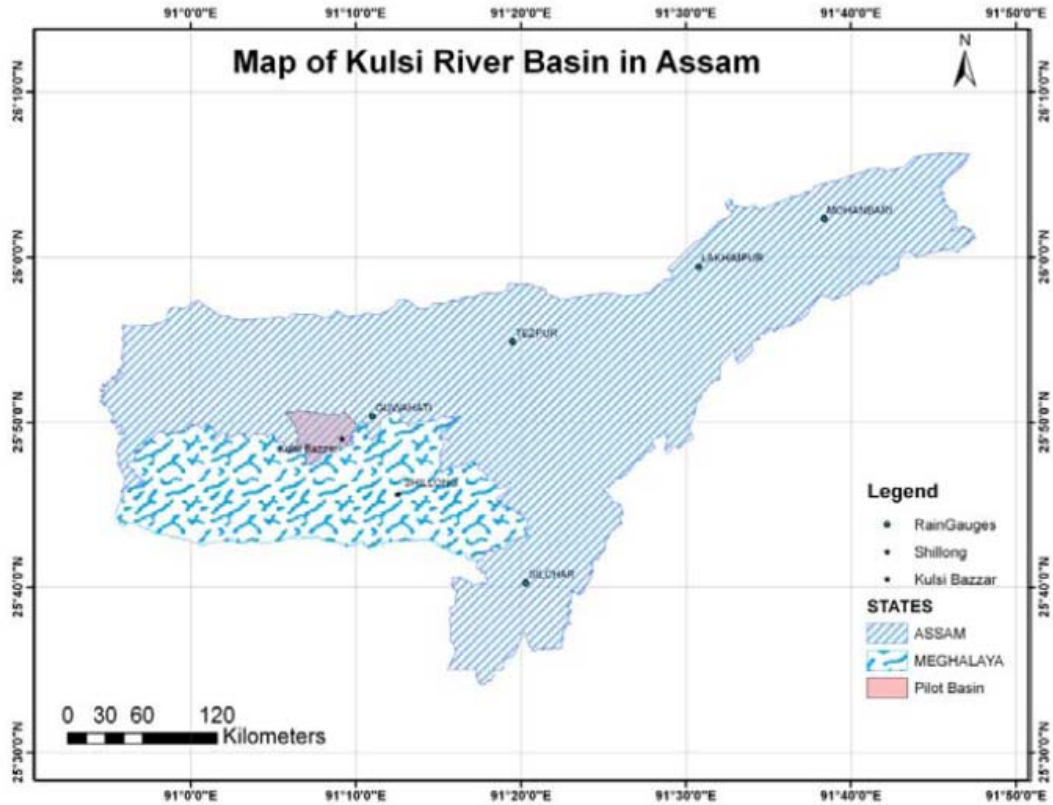 91°0'0"E 91°10'0"E 91°20'0"E 91°30'0"E 91°40'0"E 91°50'0"E
Map of Kulsi River Basin in Assam
N
26°10'0"N 26°10'0"N
MOHANBARI
26°0'0"N 26°0'0"N
LAKHAIPUR
TEZPUR
GUWAHATI
25°50'0"N 25°50'0"N
Kulsi Bazzar
SHILLONG
Legend
RainGauges
Shillong
Kulsi Bazzar
SILCHAR
25°40'0"N 25°40'0"N
STATES
ASSAM
MEGHALAYA
Pilot Basin
0 30 60 120
Kilometers
25°30'0"N 25°30'0"N
91°0'0"E 91°10'0"E 91°20'0"E 91°30'0"E 91°40'0"E 91°50'0"E